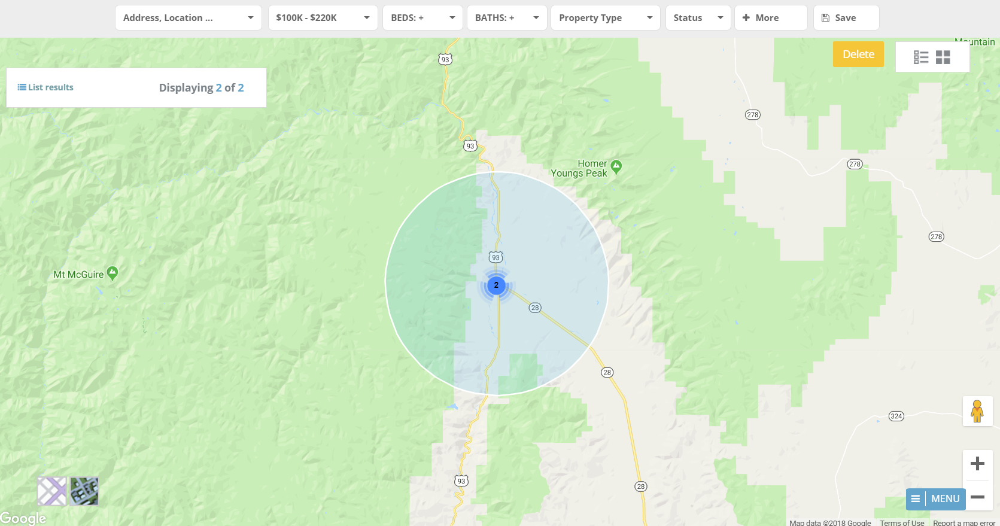 Address, Location ...
$100K - $220K
BEDS: +
BATHS: +
Property Type
Status
More
Save
Mountain
Delete
93
List results
Displaying 2 of 2
278
93
Homer
Youngs Peak
278
278
93
Mt McGuire
2
28
28
324
93
28
MENU
Google
Map data ©2018 Google
Terms of Use
Report a map error